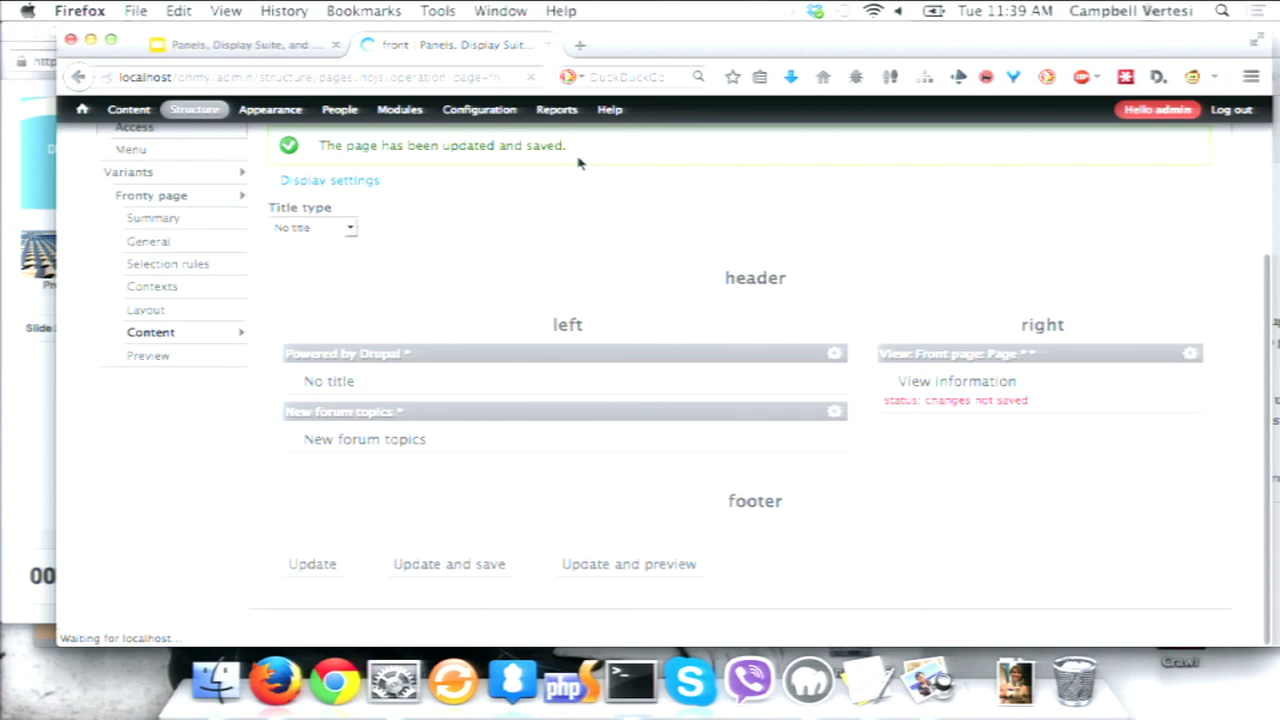 Firefox File Edit View History Bookmarks Tools Window Help Tue 11:39 AM Campbell Vertesi
Panels, Display Suite, and ... front | Panels, Display Suit...
localhost DuckDuckGo
Content Structure Appearance People Modules Configuration Reports Help Hello admin Log out
Access
The page has been updated and saved.
Menu
Variants
Display settings
Fronty page
Title type
Summary
No title
General
Selection rules
header
Contexts
Layout
left right
Content
Preview
Powered by Drupal * View: Front page: Page * *
No title View information
status: changes not saved
New forum topics *
New forum topics
footer
Update Update and save Update and preview
Slide
00
Waiting for localhost...
php
Crawl